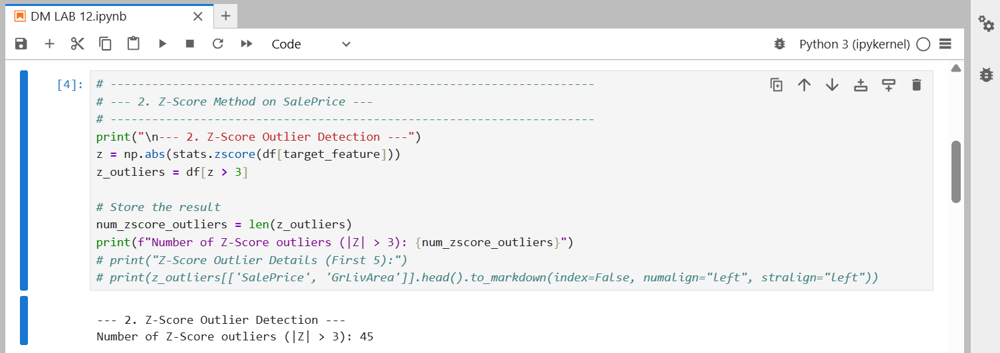 DM LAB 12.ipynb
Code
Python 3 (ipykernel)
[4]:
# ----------------------------------------------------------------------
# --- 2. Z-Score Method on SalePrice ---
# ----------------------------------------------------------------------
print("\n--- 2. Z-Score Outlier Detection ---")
z = np.abs(stats.zscore(df[target_feature]))
z_outliers = df[z > 3]
# Store the result
num_zscore_outliers = len(z_outliers)
print(f"Number of Z-Score outliers (|Z| > 3): {num_zscore_outliers}")
# print("Z-Score Outlier Details (First 5):")
# print(z_outliers[['SalePrice', 'GrLivArea']].head().to_markdown(index=False, numalign="left", stralign="left"))
--- 2. Z-Score Outlier Detection ---
Number of Z-Score outliers (|Z| > 3): 45